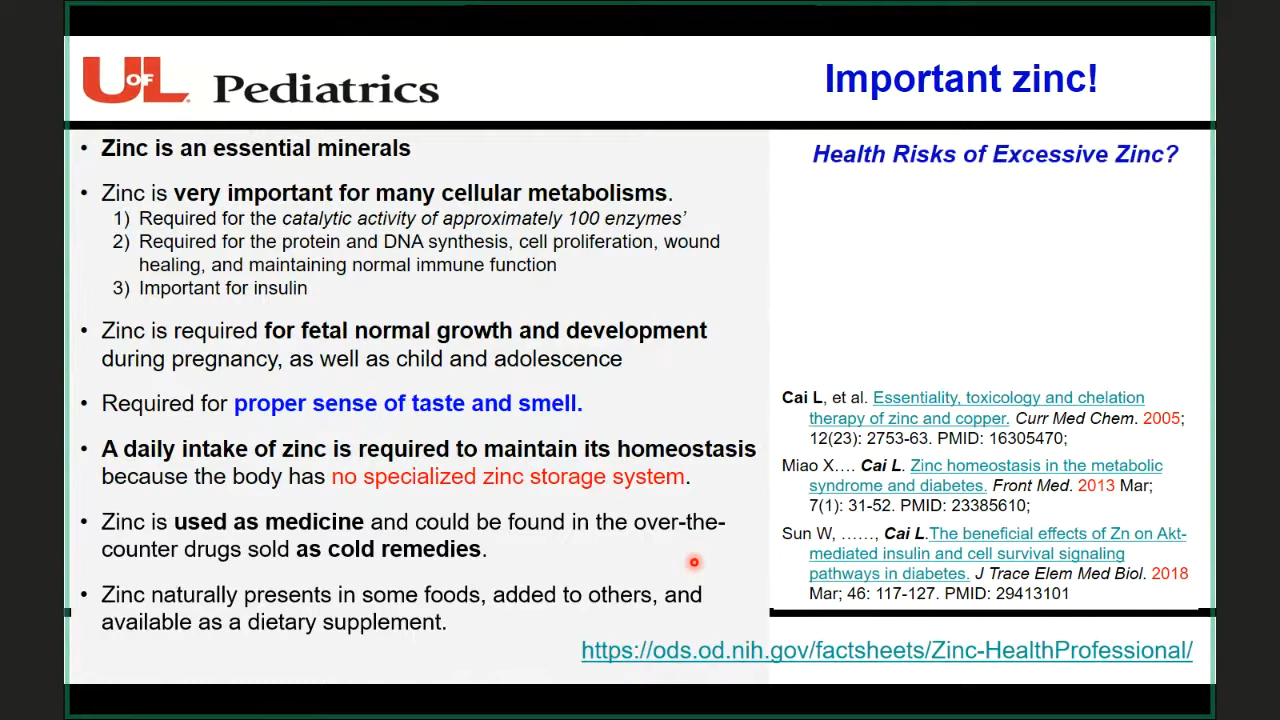 UofL Pediatrics
Important zinc!
• Zinc is an essential minerals
• Zinc is very important for many cellular metabolisms.
1) Required for the catalytic activity of approximately 100 enzymes’
2) Required for the protein and DNA synthesis, cell proliferation, wound
healing, and maintaining normal immune function
3) Important for insulin
• Zinc is required for fetal normal growth and development
during pregnancy, as well as child and adolescence
• Required for proper sense of taste and smell.
• A daily intake of zinc is required to maintain its homeostasis
because the body has no specialized zinc storage system.
• Zinc is used as medicine and could be found in the over-the-
counter drugs sold as cold remedies.
• Zinc naturally presents in some foods, added to others, and
available as a dietary supplement.
Health Risks of Excessive Zinc?
Cai L, et al. Essentiality, toxicology and chelation
therapy of zinc and copper. Curr Med Chem. 2005;
12(23): 2753-63. PMID: 16305470;
Miao X…. Cai L. Zinc homeostasis in the metabolic
syndrome and diabetes. Front Med. 2013 Mar;
7(1): 31-52. PMID: 23385610;
Sun W, ……, Cai L.The beneficial effects of Zn on Akt-
mediated insulin and cell survival signaling
pathways in diabetes. J Trace Elem Med Biol. 2018
Mar; 46: 117-127. PMID: 29413101
https://ods.od.nih.gov/factsheets/Zinc-HealthProfessional/